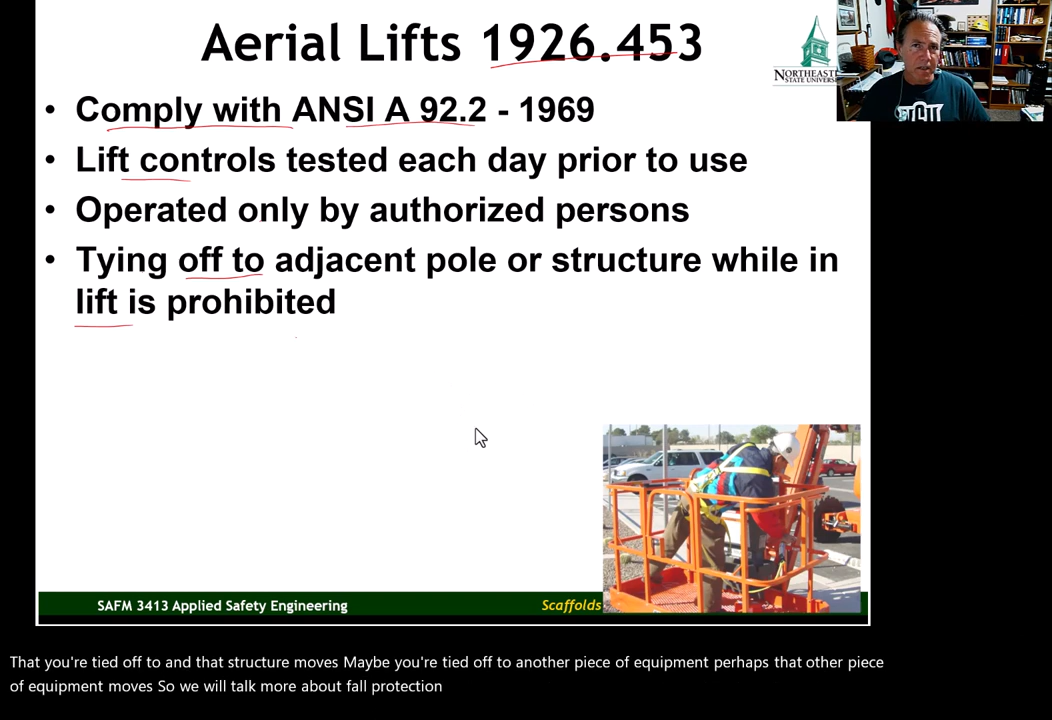 Aerial Lifts 1926.453
NORTHEASTE
STATE UNIVERS
• Comply with ANSI A 92.2 - 1969
• Lift controls tested each day prior to use
• Operated only by authorized persons
• Tying off to adjacent pole or structure while in
lift is prohibited
SAFM 3413 Applied Safety Engineering
Scaffolds
That you're tied off to and that structure moves Maybe you're tied off to another piece of equipment perhaps that other piece
of equipment moves So we will talk more about fall protection